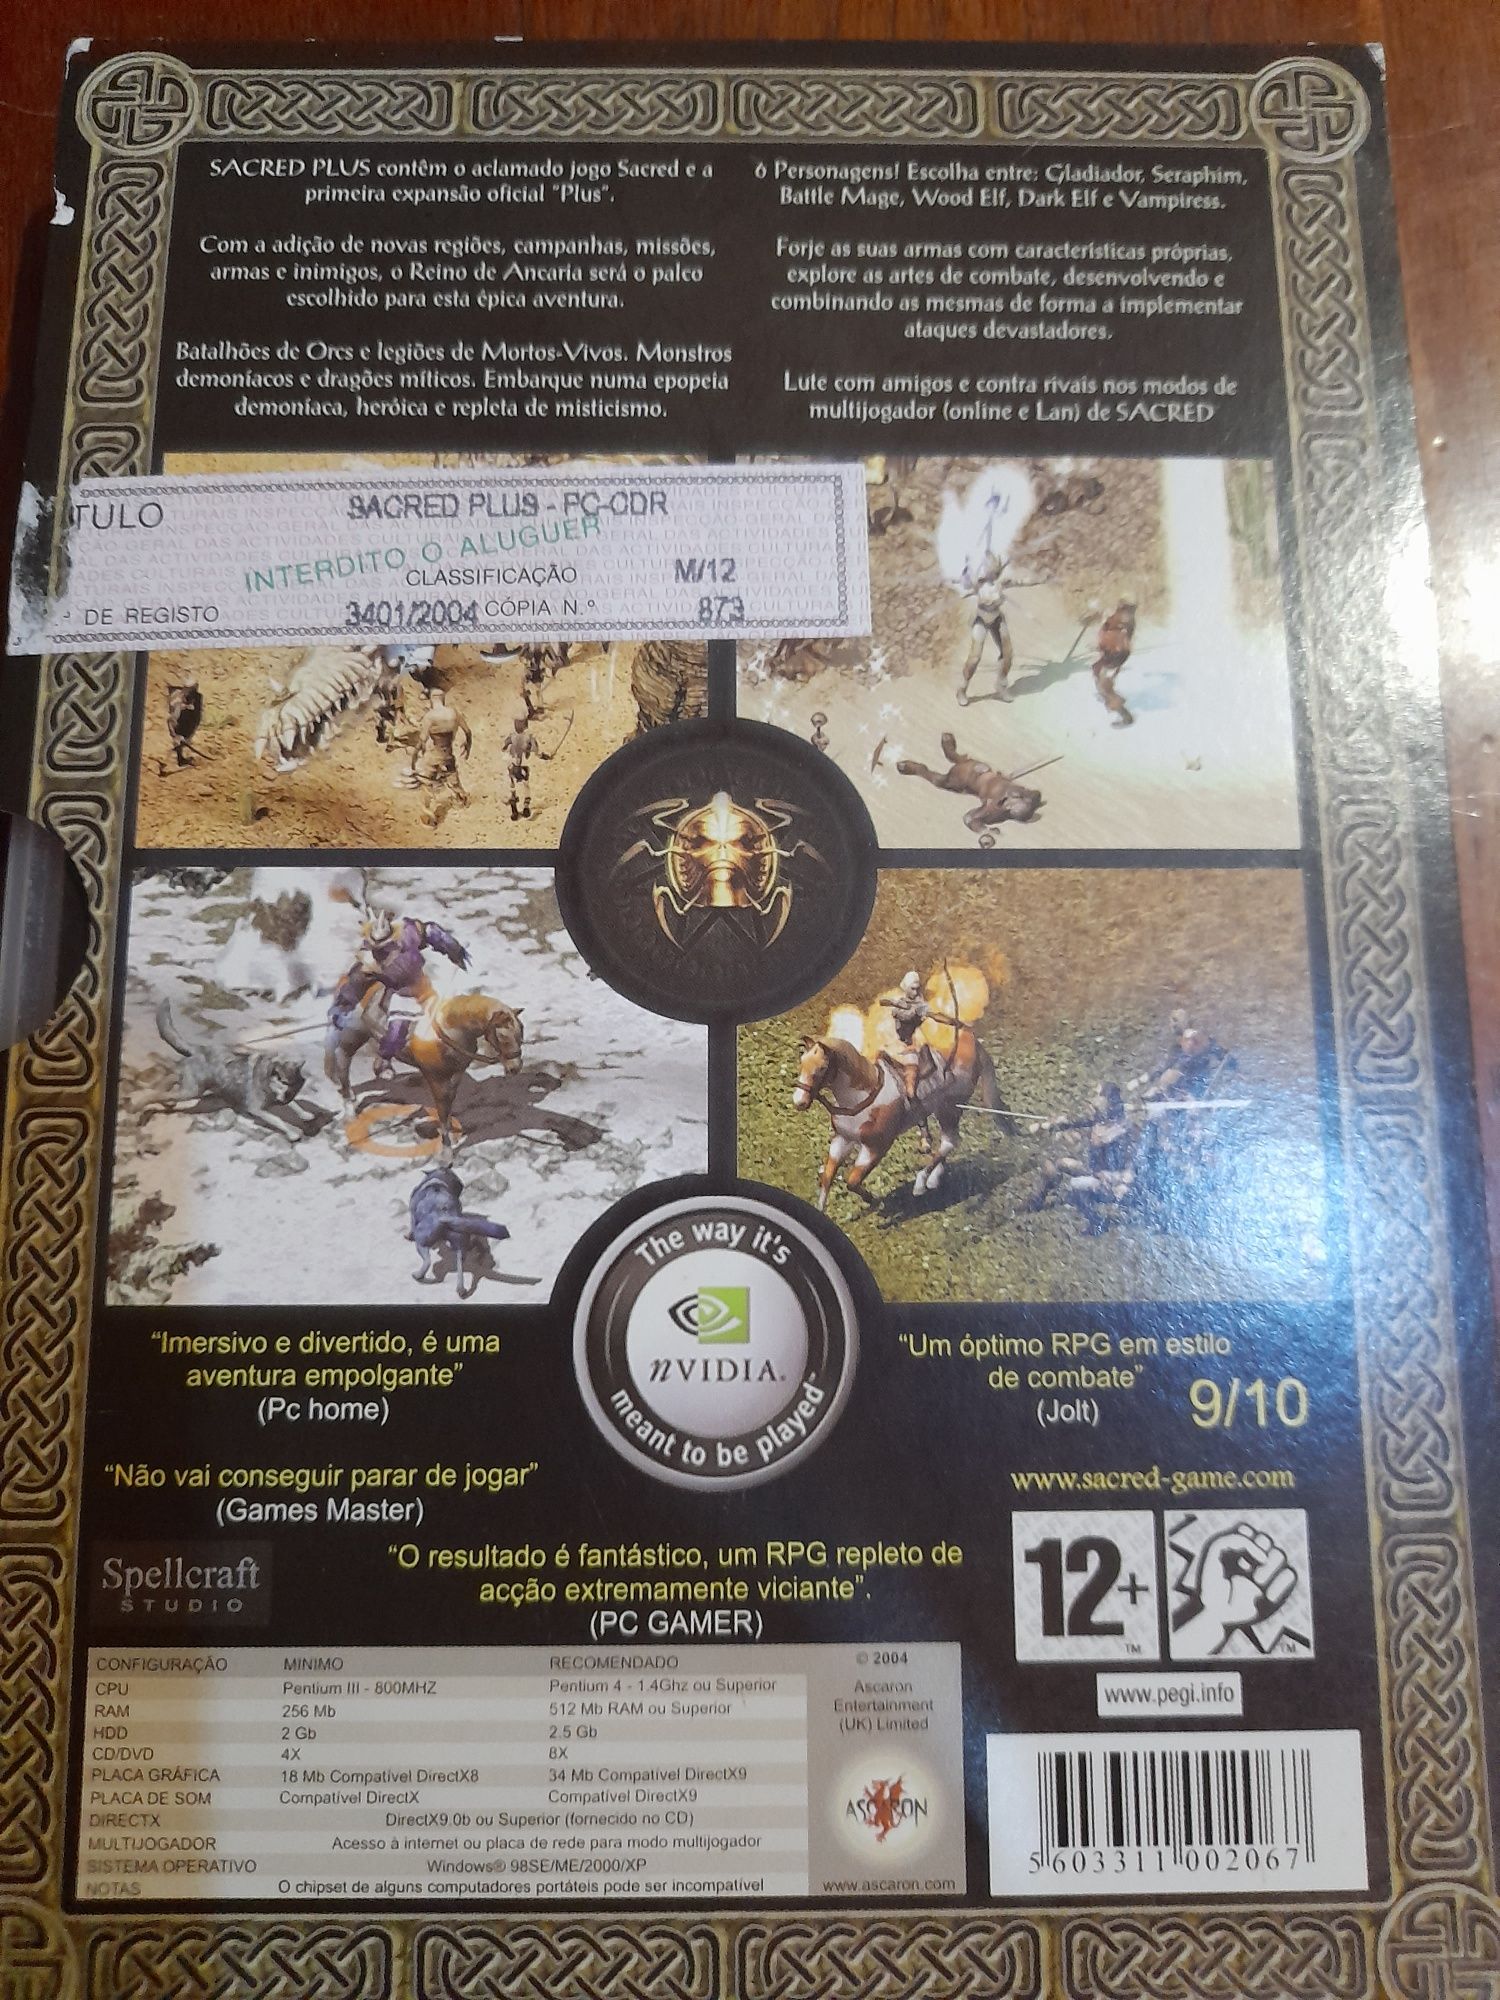 SACRED PLUS contêm o aclamado jogo Sacred e a
primeira expansão oficial "Plus".
Com a adição de novas regiões, campanhas, missões,
armas e inimigos, o Reino de Ancaria será o palco
escolhido para esta épica aventura.
Batalhões de Orcs e legiões de Mortos-Vivos. Monstros
demoníacos e dragões míticos. Embarque numa epopeia
demoníaca, heróica e repleta de misticismo.
6 Personagens! Escolha entre: Gladiador, Seraphim,
Battle Mage, Wood Elf, Dark Elf e Vampiress.
Forje as suas armas com características próprias,
explore as artes de combate, desenvolvendo e
combinando as mesmas de forma a implementar
ataques devastadores.
Lute com amigos e contra rivais nos modos de
multijogador (online e Lan) de SACRED
TULO SACRED PLUS - PC-CDR
INTERDITO O ALUGUER
CLASSIFICAÇÃO M/12
DE REGISTO 3401/2004 CÓPIA N.º 873
The way it's
nVIDIA.
meant to be played™
"Imersivo e divertido, é uma
aventura empolgante"
(Pc home)
"Um óptimo RPG em estilo
de combate"
(Jolt)
9/10
"Não vai conseguir parar de jogar"
(Games Master)
www.sacred-game.com
"O resultado é fantástico, um RPG repleto de
acção extremamente viciante".
(PC GAMER)
Spellcraft
STUDIO
12+
TM
TM
www.pegi.info
CONFIGURAÇÃO MINIMO RECOMENDADO
CPU Pentium III - 800MHZ Pentium 4 - 1.4Ghz ou Superior
RAM 256 Mb 512 Mb RAM ou Superior
HDD 2 Gb 2.5 Gb
CD/DVD 4X 8X
PLACA GRÁFICA 18 Mb Compatível DirectX8 34 Mb Compatível DirectX9
PLACA DE SOM Compatível DirectX Compatível DirectX9
DIRECTX DirectX9.0b ou Superior (fornecido no CD)
MULTIJOGADOR Acesso à internet ou placa de rede para modo multijogador
SISTEMA OPERATIVO Windows® 98SE/ME/2000/XP
NOTAS O chipset de alguns computadores portáteis pode ser incompatível
© 2004
Ascaron
Entertainment
(UK) Limited
ASCARON
www.ascaron.com
5 603311 002067